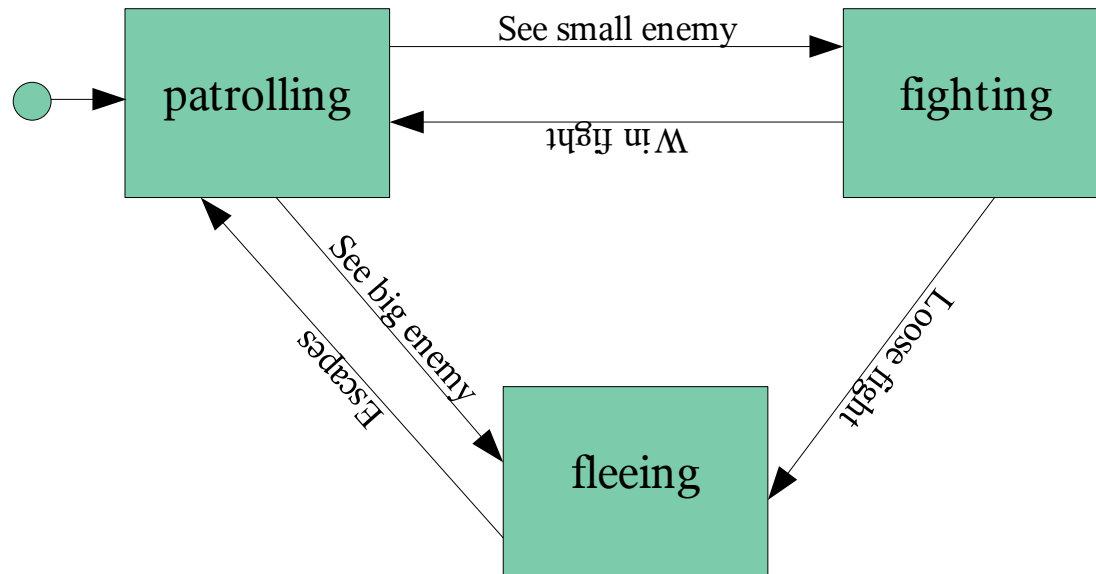 See small enemy
patrolling
fighting
Win fight
See big enemy
Escapes
Loose fight
fleeing